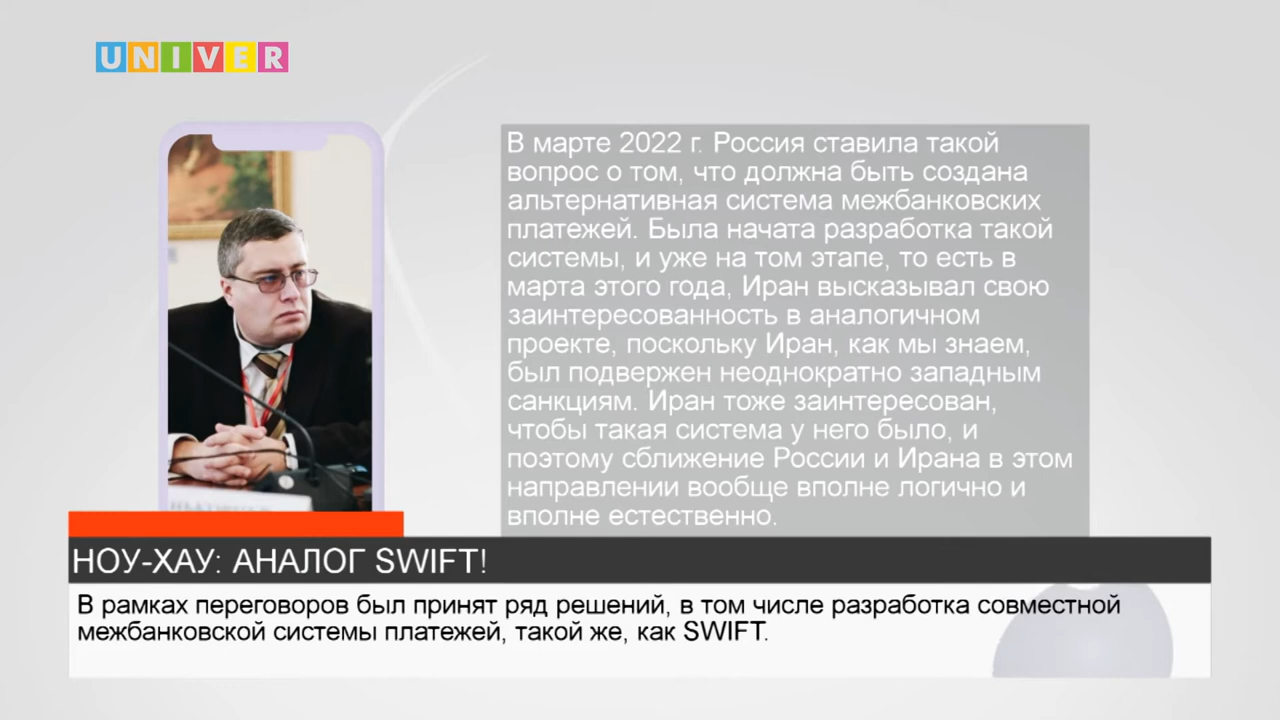 UNIVER
В марте 2022 г. Россия ставила такой
вопрос о том, что должна быть создана
альтернативная система межбанковских
платежей. Была начата разработка такой
системы, и уже на том этапе, то есть в
марта этого года, Иран высказывал свою
заинтересованность в аналогичном
проекте, поскольку Иран, как мы знаем,
был подвержен неоднократно западным
санкциям. Иран тоже заинтересован,
чтобы такая система у него было, и
поэтому сближение России и Ирана в этом
направлении вообще вполне логично и
вполне естественно.
НОУ-ХАУ: АНАЛОГ SWIFT!
В рамках переговоров был принят ряд решений, в том числе разработка совместной
межбанковской системы платежей, такой же, как SWIFT.